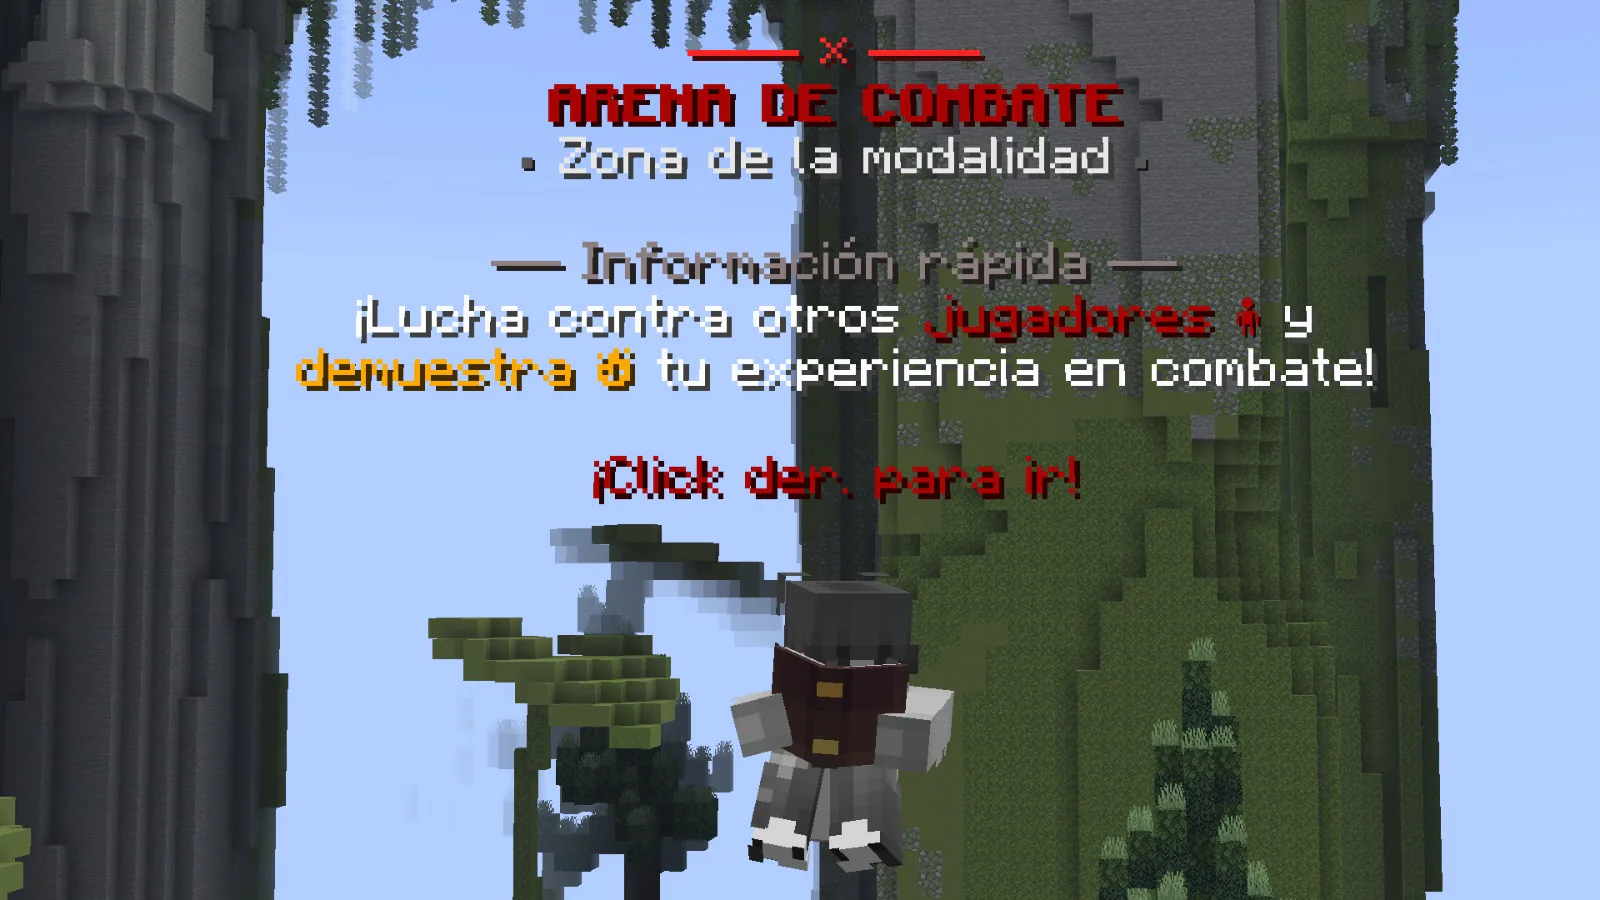 ARENA DE COMBATE
• Zona de la modalidad •
— Información rápida —
¡Lucha contra otros jugadores y
demuestra tu experiencia en combate!
¡Click der. para ir!